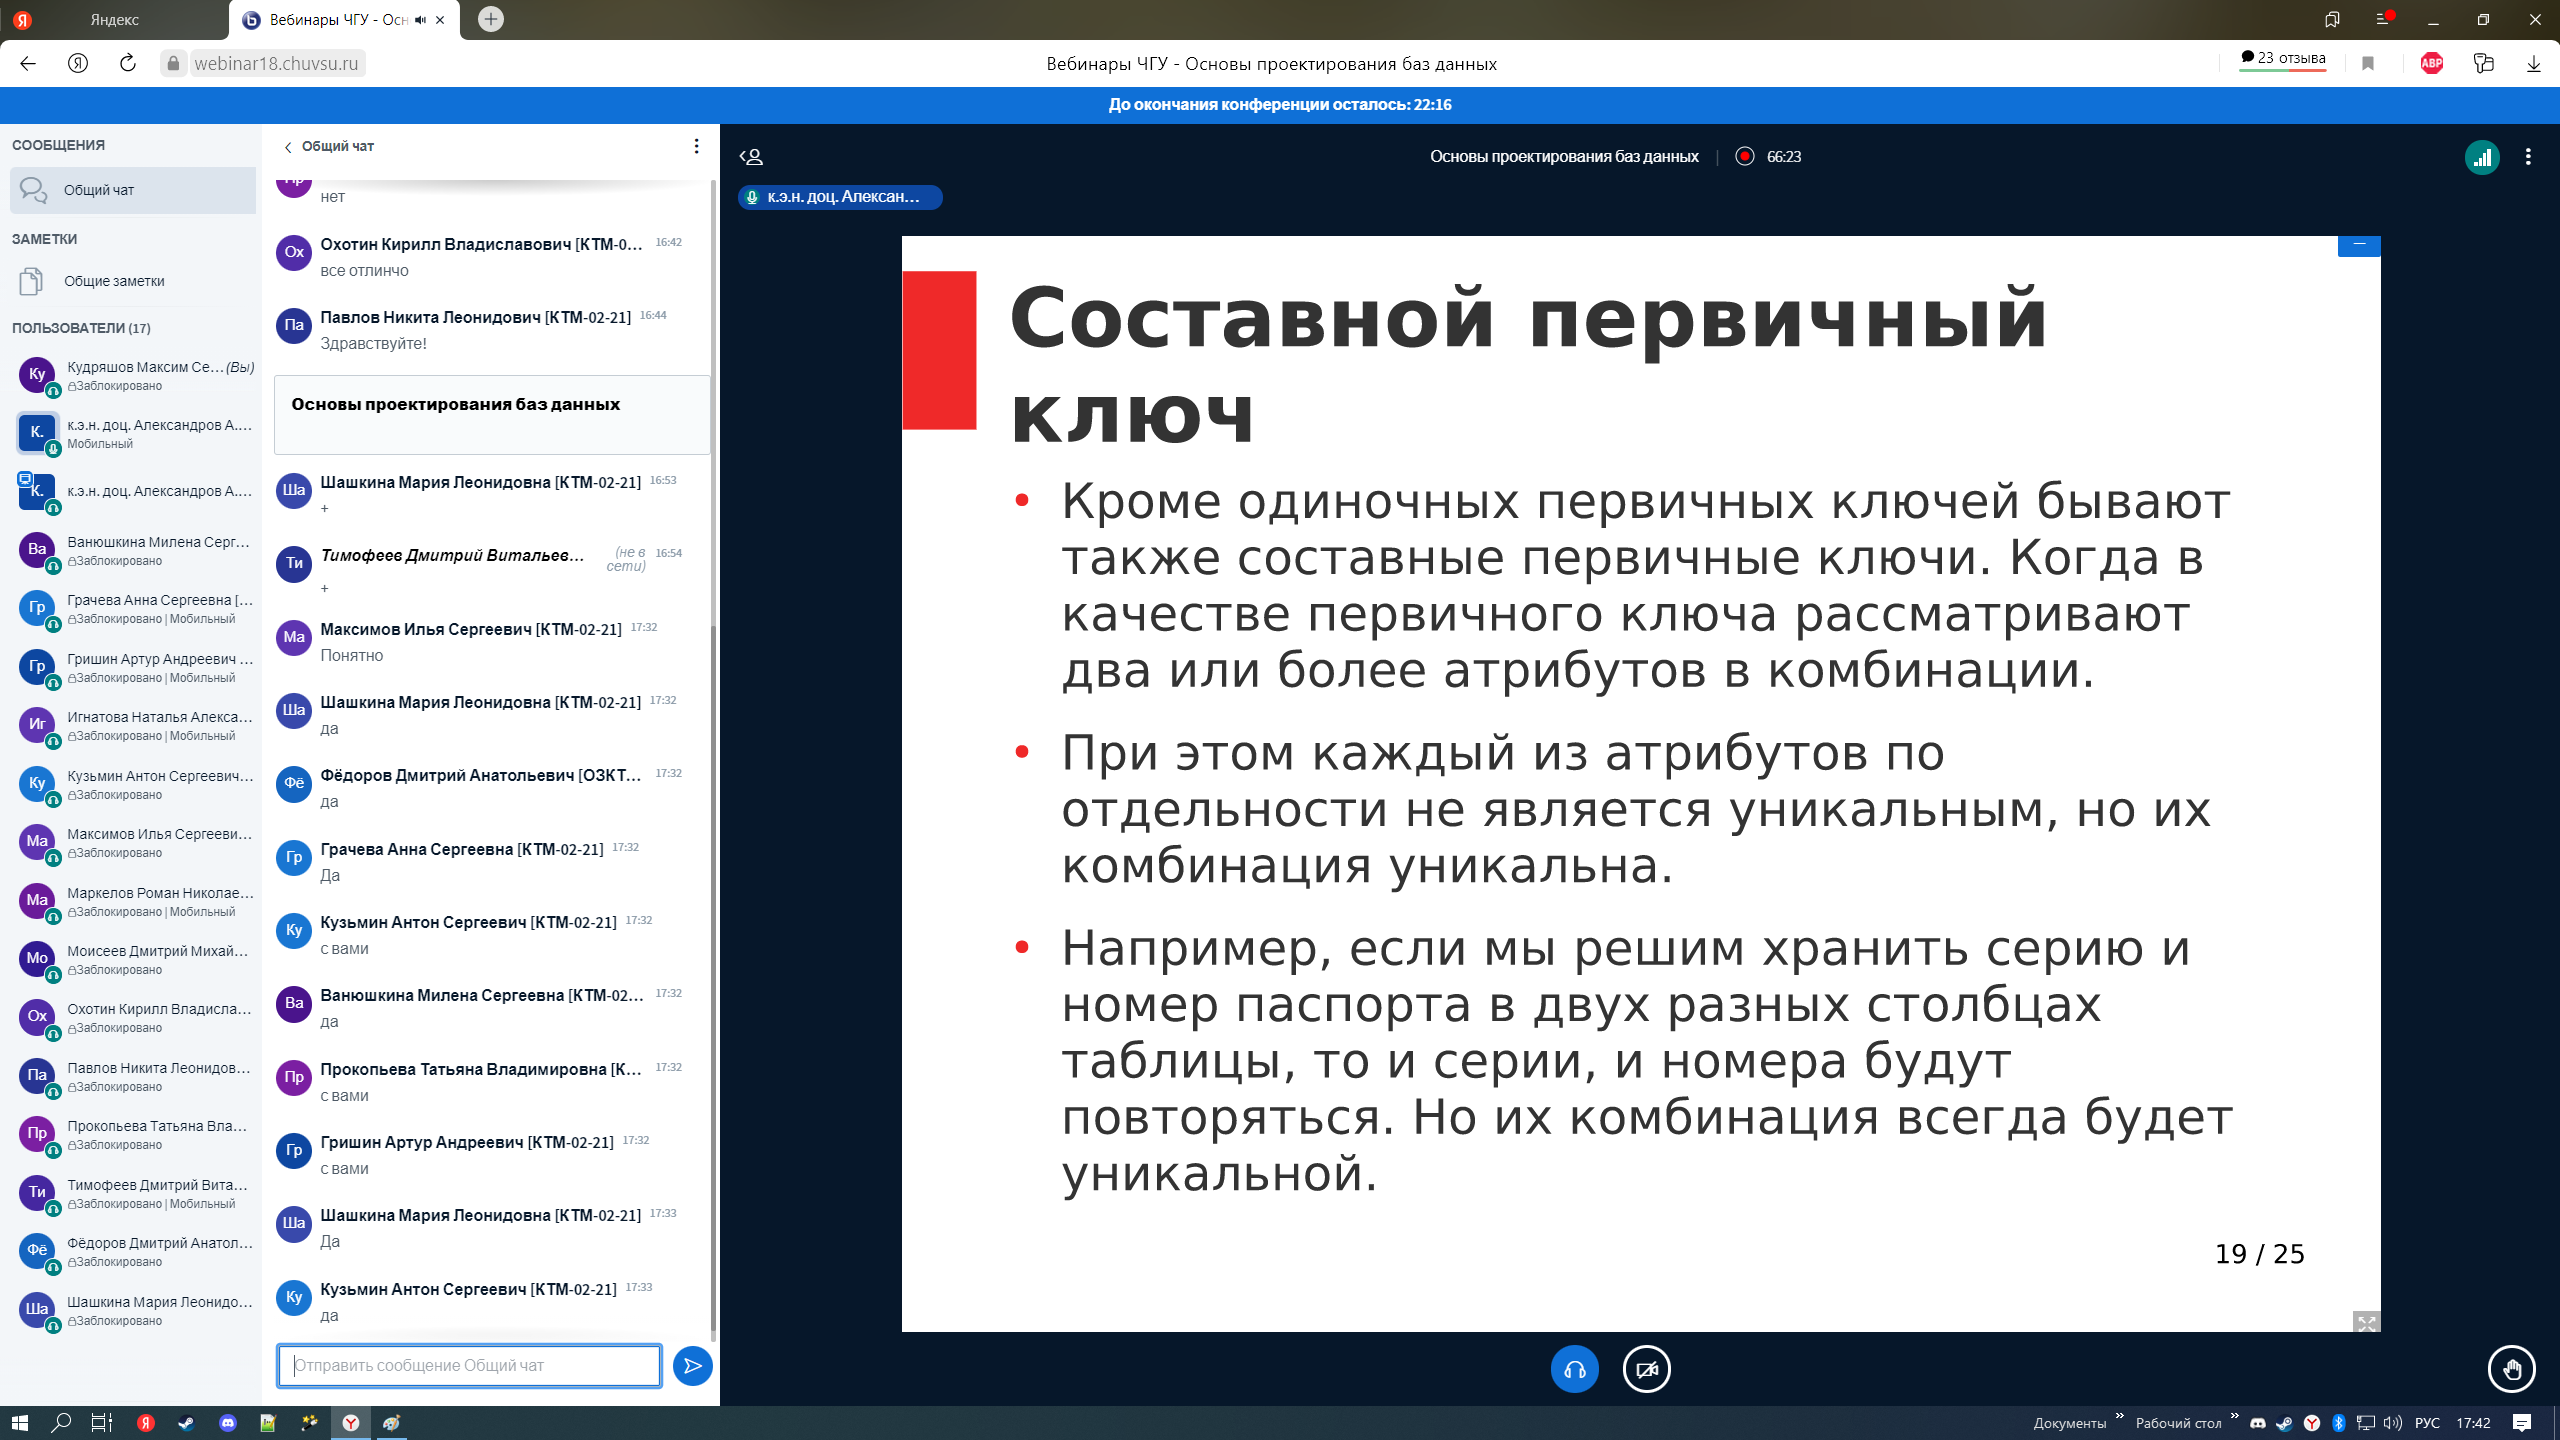 Яндекс
Вебинары ЧГУ - Осн
webinar18.chuvsu.ru
Вебинары ЧГУ - Основы проектирования баз данных
23 отзыва
ABP
До окончания конференции осталось: 22:16
СООБЩЕНИЯ
Общий чат
ЗАМЕТКИ
Общие заметки
ПОЛЬЗОВАТЕЛИ (17)
Ку
Кудряшов Максим Се... (Вы)
Заблокировано
К.
к.э.н. доц. Александров А....
Мобильный
К.
к.э.н. доц. Александров А....
Ва
Ванюшкина Милена Серг...
Заблокировано
Гр
Грачева Анна Сергеевна [...
Заблокировано | Мобильный
Гр
Гришин Артур Андреевич ...
Заблокировано | Мобильный
Иг
Игнатова Наталья Алекса...
Заблокировано | Мобильный
Ку
Кузьмин Антон Сергеевич...
Заблокировано
Ма
Максимов Илья Сергееви...
Заблокировано
Ма
Маркелов Роман Николае...
Заблокировано | Мобильный
Мо
Моисеев Дмитрий Михай...
Заблокировано
Ох
Охотин Кирилл Владисла...
Заблокировано
Па
Павлов Никита Леонидов...
Заблокировано
Пр
Прокопьева Татьяна Вла...
Заблокировано
Ти
Тимофеев Дмитрий Вита...
Заблокировано | Мобильный
Фё
Фёдоров Дмитрий Анатол...
Заблокировано
Ша
Шашкина Мария Леонидо...
Заблокировано
Общий чат
нет
Ох
Охотин Кирилл Владиславович [КТМ-0... 16:42
все отлинчо
Па
Павлов Никита Леонидович [КТМ-02-21] 16:44
Здравствуйте!
Основы проектирования баз данных
Ша
Шашкина Мария Леонидовна [КТМ-02-21] 16:53
+
Ти
Тимофеев Дмитрий Витальев... (не в сети) 16:54
+
Ма
Максимов Илья Сергеевич [КТМ-02-21] 17:32
Понятно
Ша
Шашкина Мария Леонидовна [КТМ-02-21] 17:32
да
Фё
Фёдоров Дмитрий Анатольевич [ОЗКТ... 17:32
да
Гр
Грачева Анна Сергеевна [КТМ-02-21] 17:32
Да
Ку
Кузьмин Антон Сергеевич [КТМ-02-21] 17:32
с вами
Ва
Ванюшкина Милена Сергеевна [КТМ-02... 17:32
да
Пр
Прокопьева Татьяна Владимировна [К... 17:32
с вами
Гр
Гришин Артур Андреевич [КТМ-02-21] 17:32
с вами
Ша
Шашкина Мария Леонидовна [КТМ-02-21] 17:33
Да
Ку
Кузьмин Антон Сергеевич [КТМ-02-21] 17:33
да
Отправить сообщение Общий чат
Основы проектирования баз данных | 66:23
к.э.н. доц. Алексан...
Составной первичный
ключ
• Кроме одиночных первичных ключей бывают
также составные первичные ключи. Когда в
качестве первичного ключа рассматривают
два или более атрибутов в комбинации.
• При этом каждый из атрибутов по
отдельности не является уникальным, но их
комбинация уникальна.
• Например, если мы решим хранить серию и
номер паспорта в двух разных столбцах
таблицы, то и серии, и номера будут
повторяться. Но их комбинация всегда будет
уникальной.
19 / 25
Документы » Рабочий стол » РУС 17:42